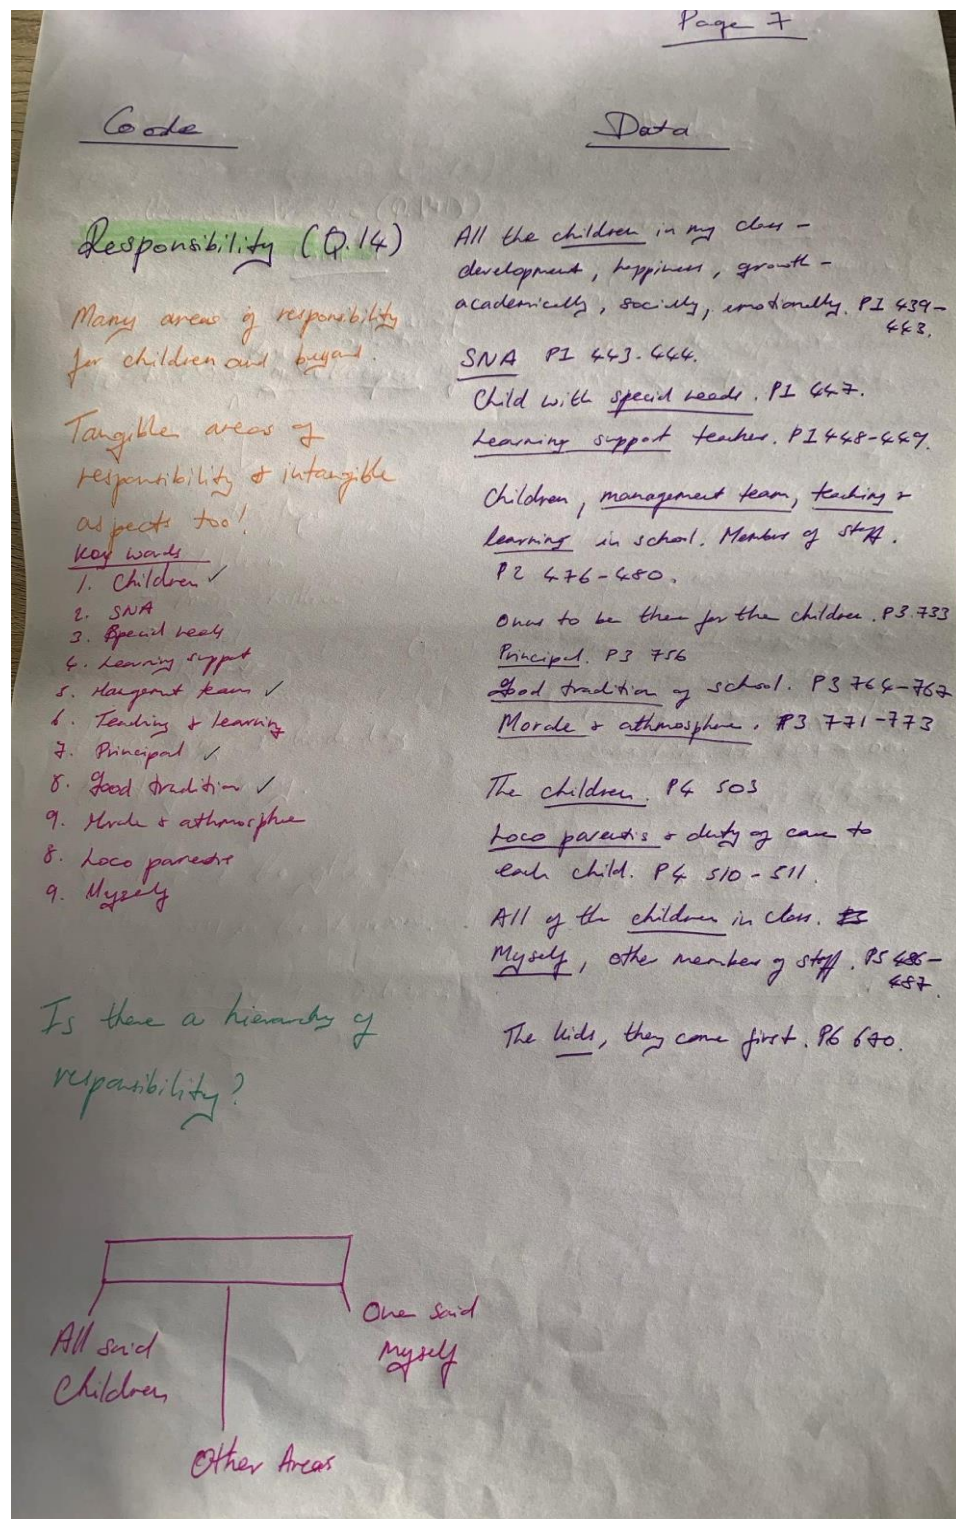 Page 7
Code
Data
Responsibility (Q.14)
Many areas of responsibility
for children and beyond.
Tangible areas of
responsibility & intangible
aspects too!
Key words
1. Children ✓
2. SNA
3. Special needs
4. Learning support
5. Mangement team ✓
6. Teaching & learning
7. Principal ✓
8. Good tradition ✓
9. Morale & athmosphere
8. Loco parentis
9. Myself
Is there a hierarchy of
responsibility?
All the children in my class -
development, happiness, growth -
academically, socially, emotionally. P1 439-
443.
SNA P1 443-444.
Child with special needs. P1 447.
Learning support teacher. P1 448-449.
Children, management team, teaching &
learning in school. Member of staff.
P2 476-480.
Onus to be there for the children. P3.733
Principal. P3 756
Good tradition of school. P3 764-767
Morale & athmosphere. P3 771-773
The children. P4 503
Loco parentis & duty of care to
each child. P4 510-511.
All of the children in class.
Myself, other members of staff. P5 486-
487.
The kids, they come first. P6 670.
All said
Children
One said
Myself
Other Areas